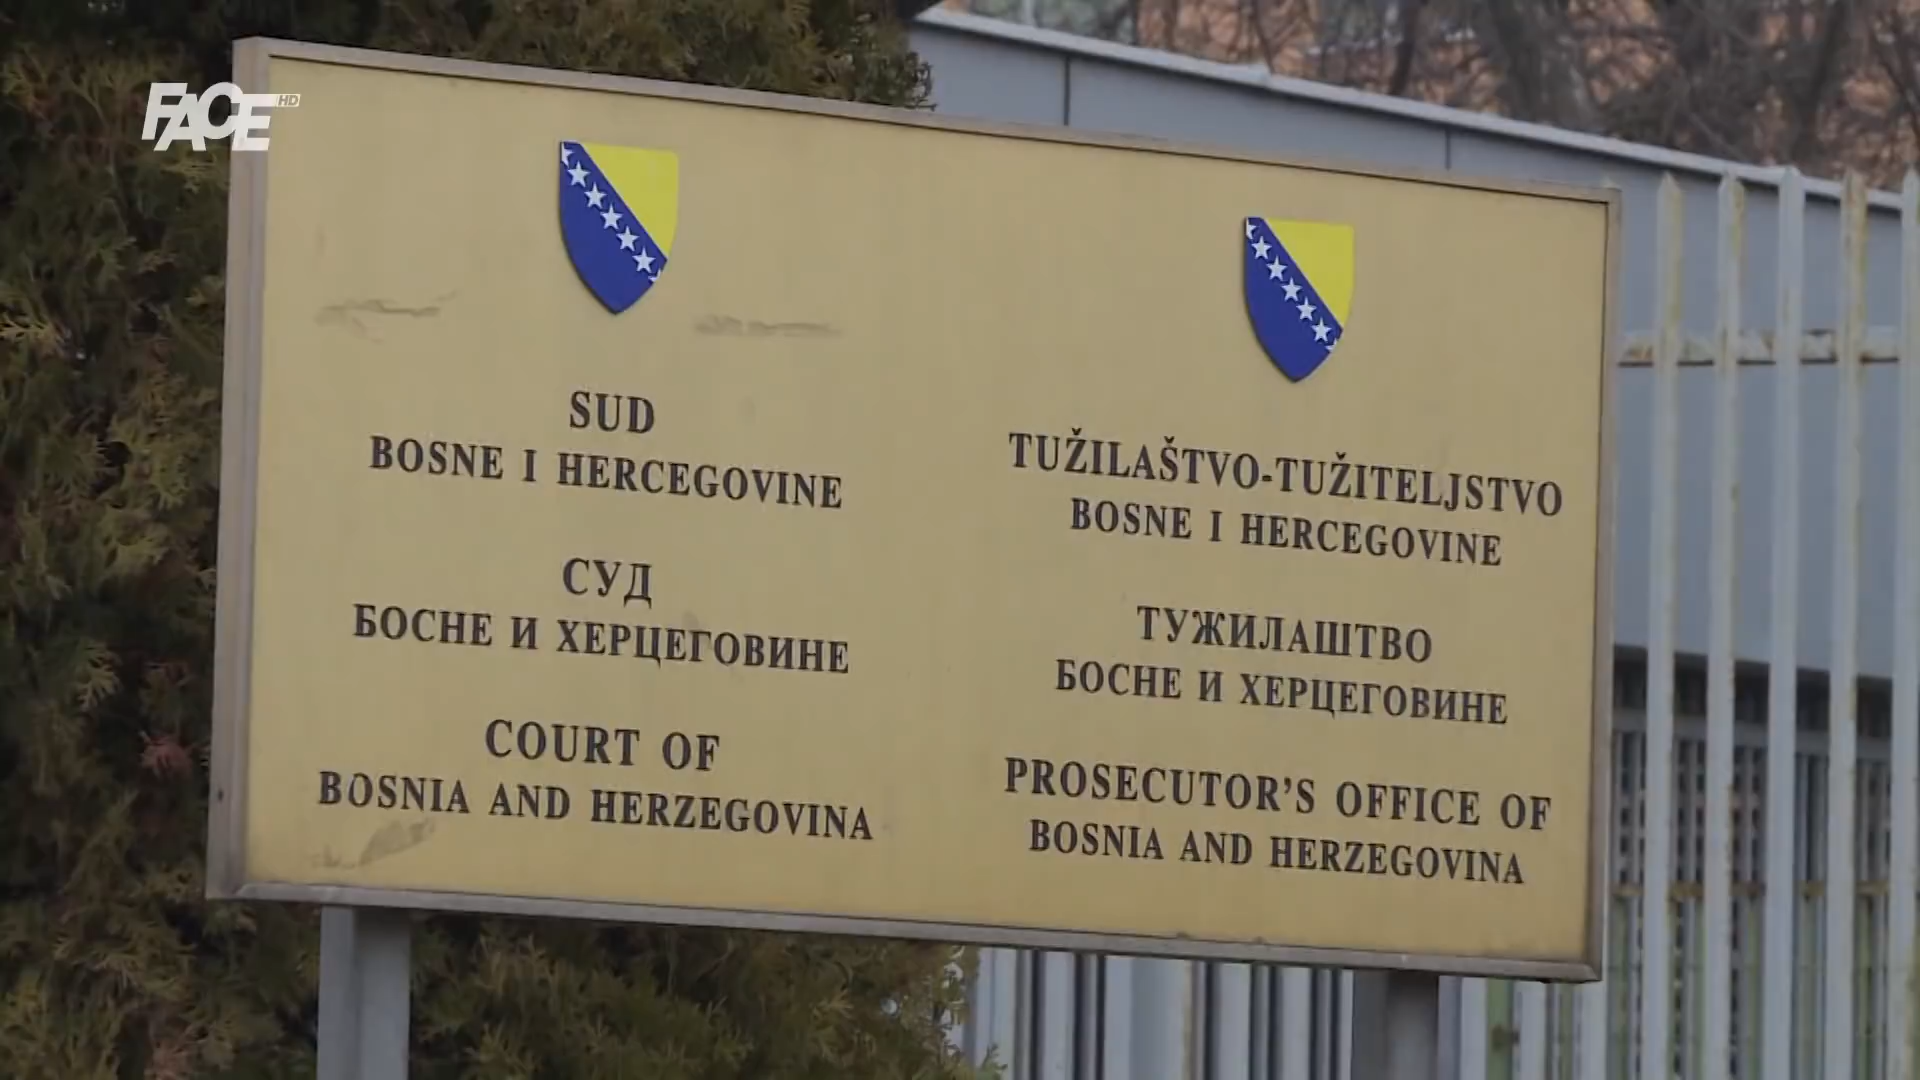 FACE HD
SUD
BOSNE I HERCEGOVINE
СУД
БОСНЕ И ХЕРЦЕГОВИНЕ
COURT OF
BOSNIA AND HERZEGOVINA
TUŽILAŠTVO-TUŽITELJSTVO
BOSNE I HERCEGOVINE
ТУЖИЛАШТВО
БОСНЕ И ХЕРЦЕГОВИНЕ
PROSECUTOR'S OFFICE OF
BOSNIA AND HERZEGOVINA